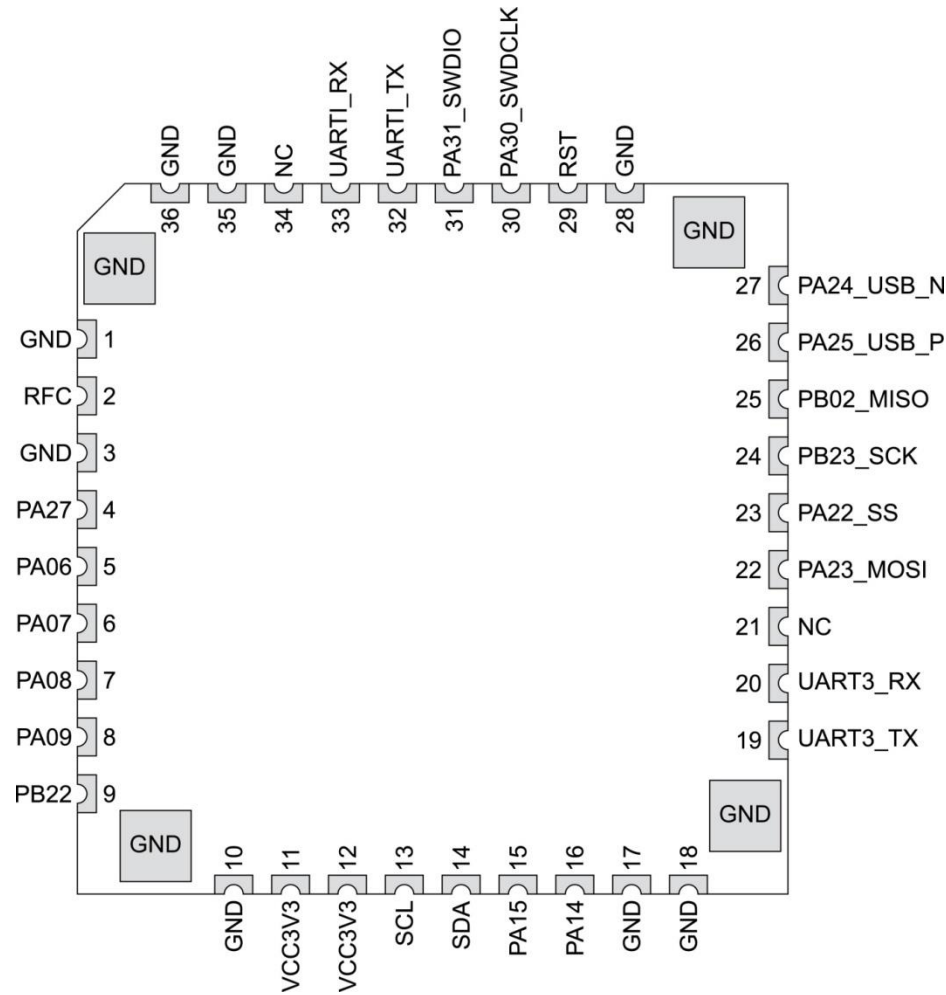 GND
GND
NC
UARTI_RX
UARTI_TX
PA31_SWDIO
PA30_SWDCLK
RST
GND
36
35
34
33
32
31
30
29
28
GND
GND
GND 1
RFC 2
GND 3
PA27 4
PA06 5
PA07 6
PA08 7
PA09 8
PB22 9
27 PA24_USB_N
26 PA25_USB_P
25 PB02_MISO
24 PB23_SCK
23 PA22_SS
22 PA23_MOSI
21 NC
20 UART3_RX
19 UART3_TX
GND
GND
10
11
12
13
14
15
16
17
18
GND
VCC3V3
VCC3V3
SCL
SDA
PA15
PA14
GND
GND